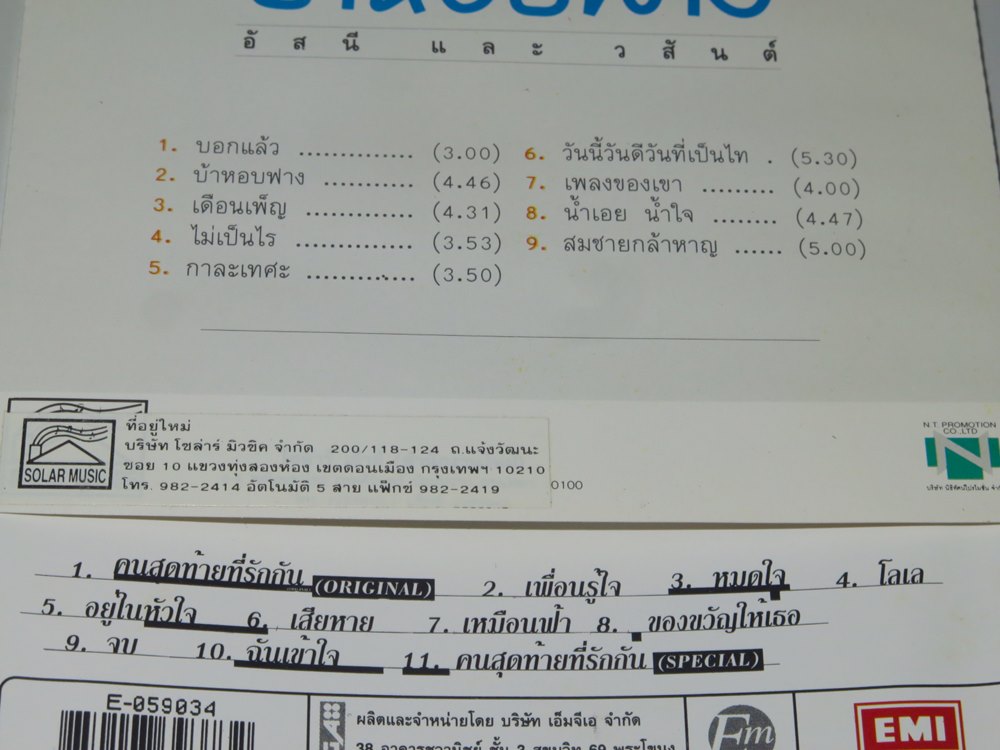 อัสนี และ วสันต์
1. บอกแล้ว .............. (3.00)
2. บ้าหอบฟาง ........... (4.46)
3. เดือนเพ็ญ ............. (4.31)
4. ไม่เป็นไร .............. (3.53)
5. กาละเทศะ ............. (3.50)
6. วันนี้วันดีวันที่เป็นไท . (5.30)
7. เพลงของเขา ......... (4.00)
8. น้ำเอย น้ำใจ ........ (4.47)
9. สมชายกล้าหาญ ...... (5.00)
SOLAR MUSIC
ที่อยู่ใหม่
บริษัท โซล่าร์ มิวซิค จำกัด 200/118-124 ถ.แจ้งวัฒนะ
ซอย 10 แขวงทุ่งสองห้อง เขตดอนเมือง กรุงเทพฯ 10210
โทร. 982-2414 อัตโนมัติ 5 สาย แฟ็กซ์ 982-2419
0100
N.T. PROMOTION
CO.,LTD
1. คนสุดท้ายที่รักกัน (ORIGINAL) 2. เพื่อนรู้ใจ 3. หมดใจ 4. โลเล
5. อยู่ในหัวใจ 6. เสียหาย 7. เหมือนฟ้า 8. ของขวัญให้เธอ
9. จบ 10. ฉันเข้าใจ 11. คนสุดท้ายที่รักกัน (SPECIAL)
E-059034
ผลิตและจำหน่ายโดย บริษัท เอ็มจีเอ จำกัด
Fm
EMI